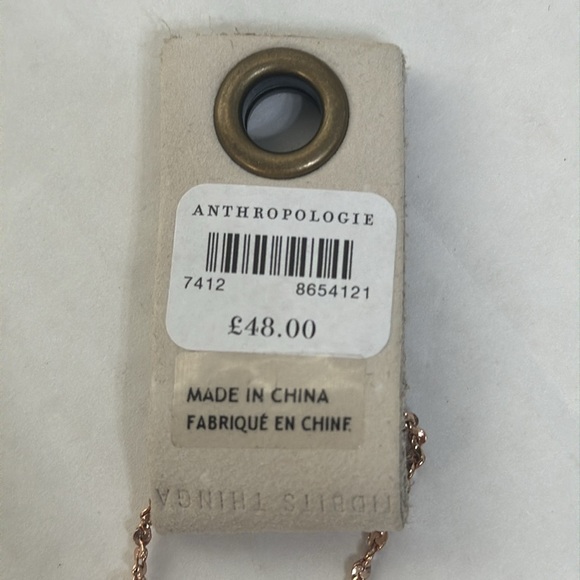 ANTHROPOLOGIE
7412 8654121
£48.00
MADE IN CHINA
FABRIQUÉ EN CHINE